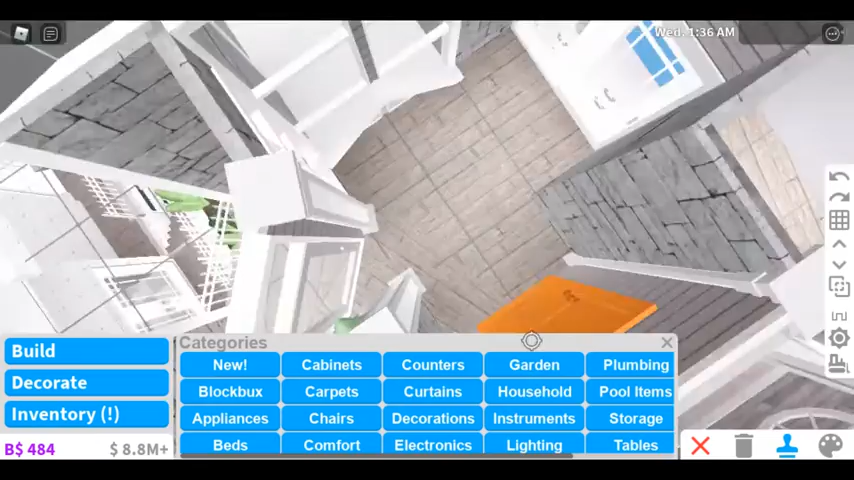 Wed. 1:36 AM
Build
Decorate
Inventory (!)
B$ 484
$ 8.8M+
Categories
New! Cabinets Counters Garden Plumbing
Blockbux Carpets Curtains Household Pool Items
Appliances Chairs Decorations Instruments Storage
Beds Comfort Electronics Lighting Tables